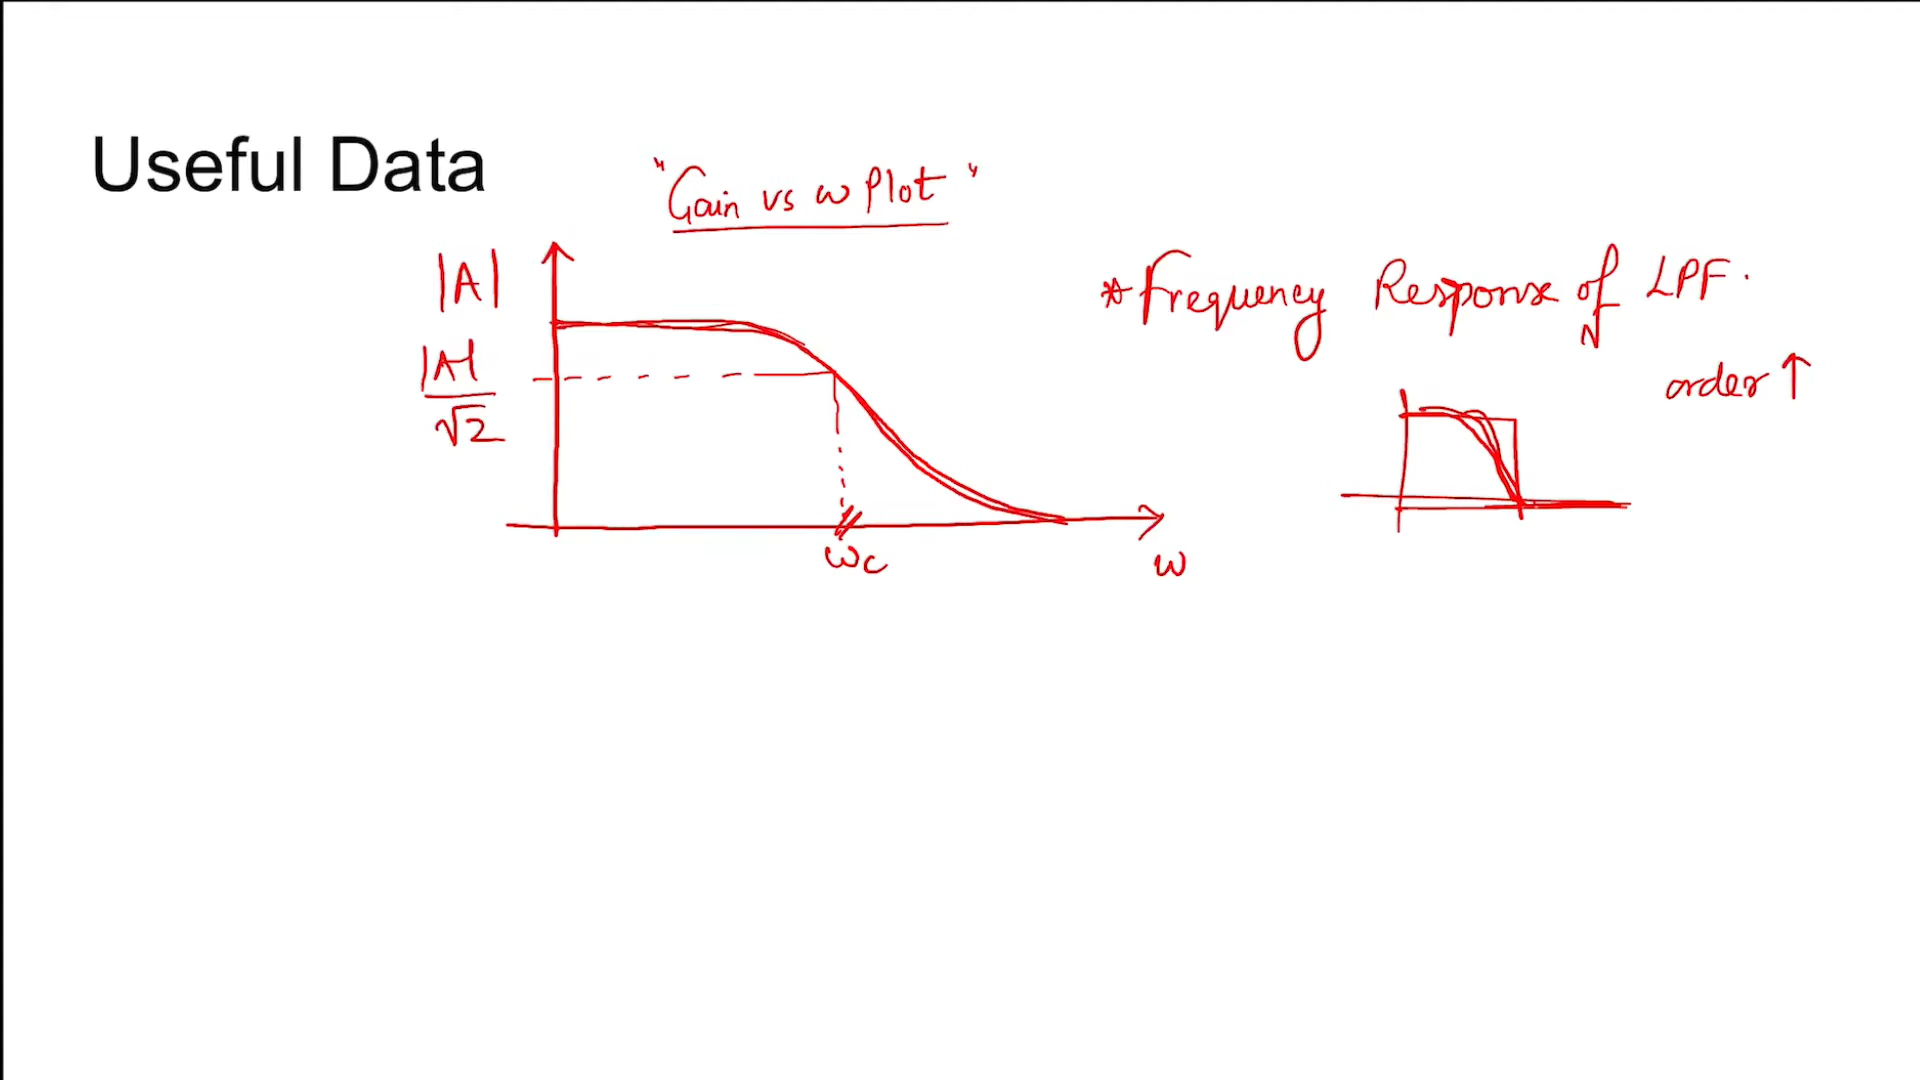 Useful Data
"Gain vs ω Plot"
|A|
* Frequency Response of LPF.
|A|
√2
order ↑
ωc
ω